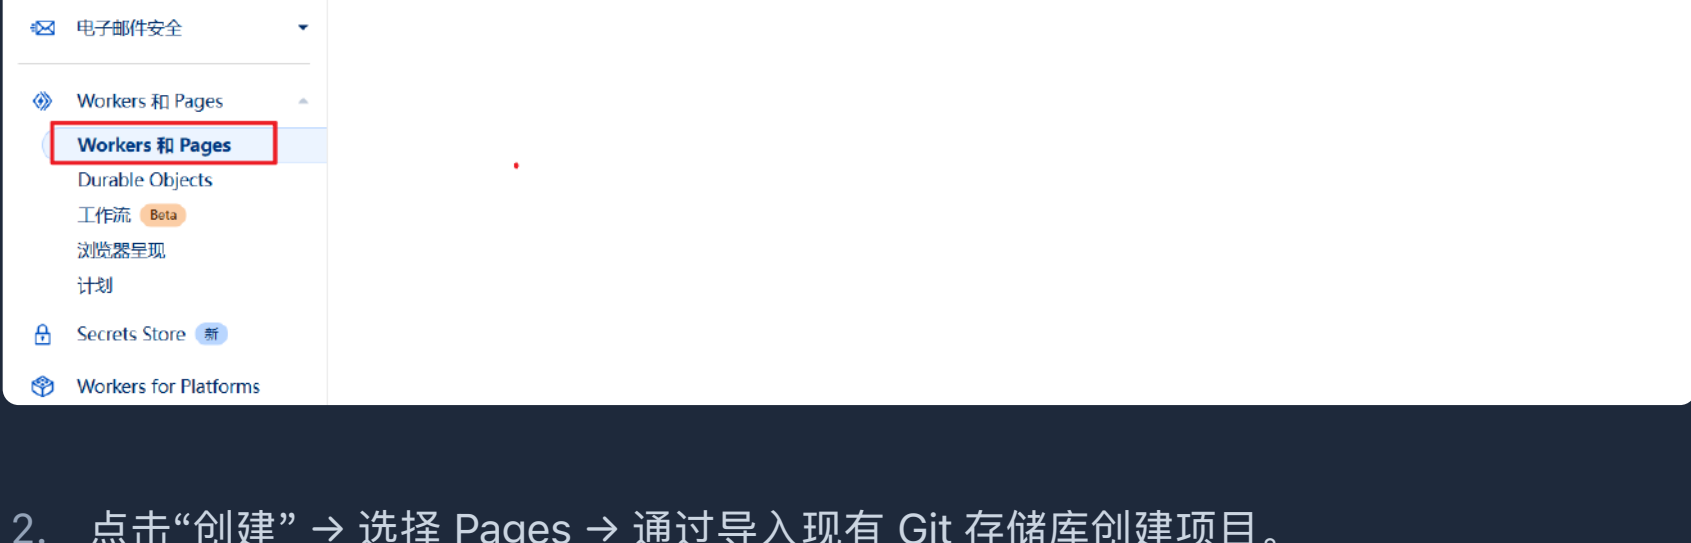 电子邮件安全
Workers 和 Pages
Workers 和 Pages
Durable Objects
工作流 Beta
浏览器呈现
计划
Secrets Store 新
Workers for Platforms
2. 点击“创建” → 选择 Pages → 通过导入现有 Git 存储库创建项目。